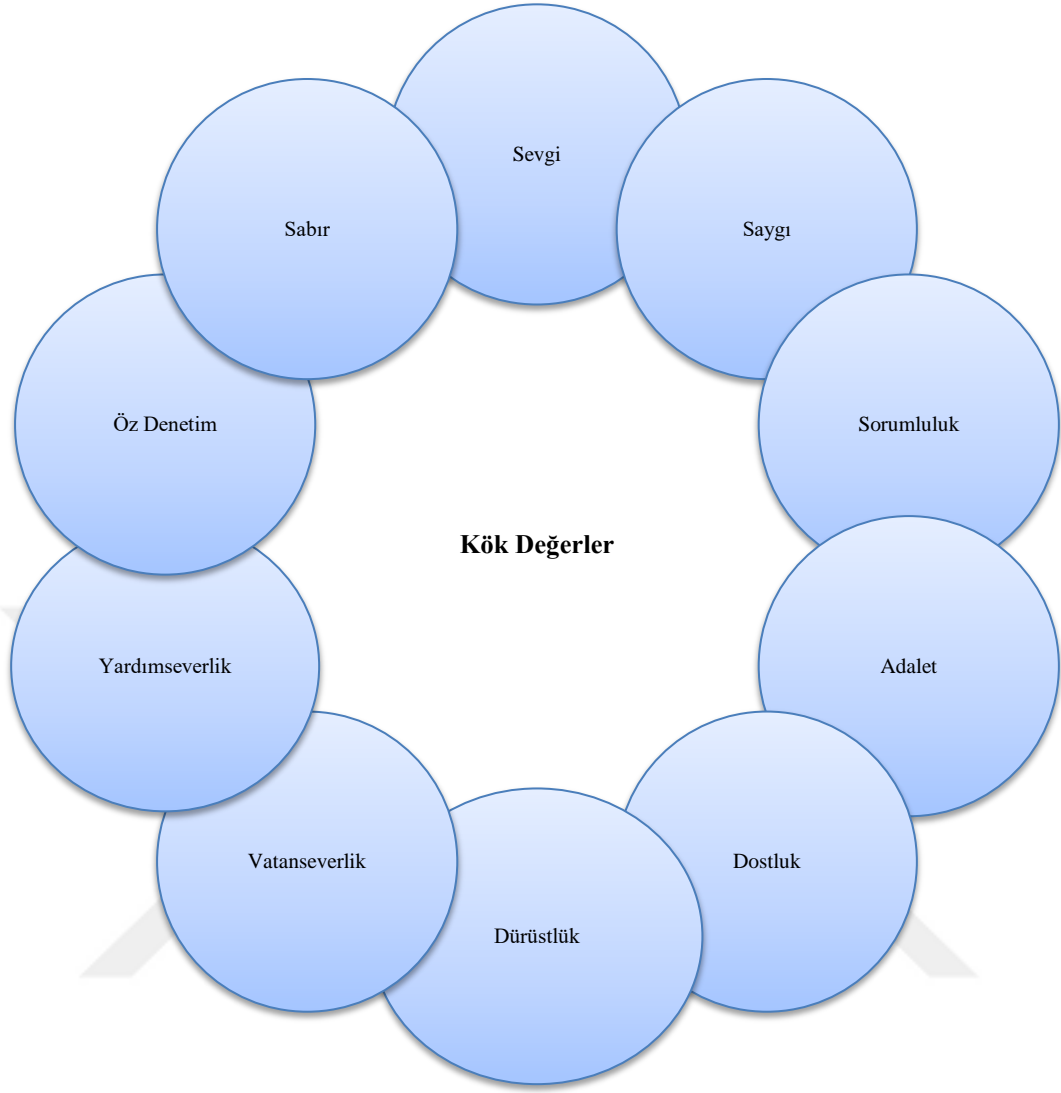 Sevgi
Saygı
Sorumluluk
Adalet
Dostluk
Dürüstlük
Vatanseverlik
Yardımseverlik
Öz Denetim
Sabır
Kök Değerler